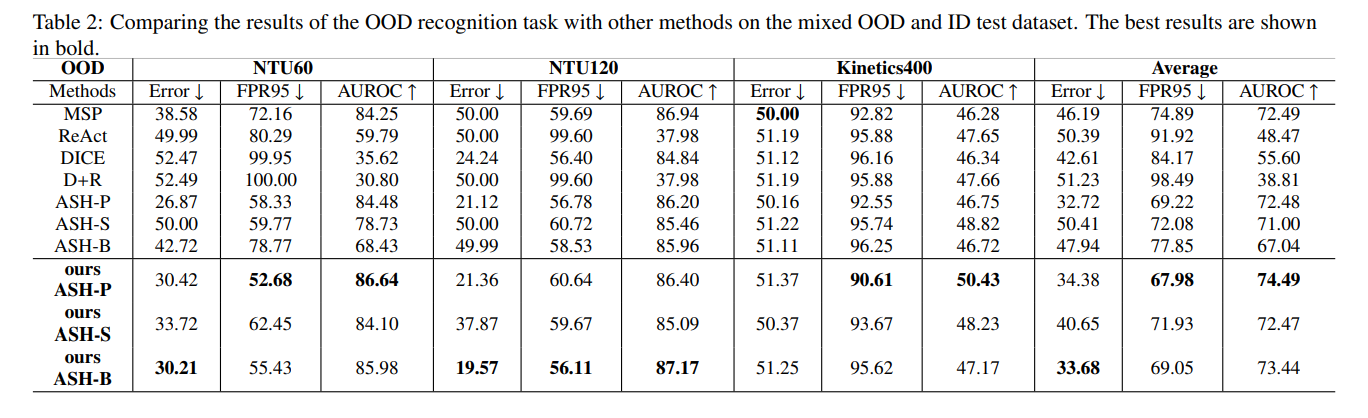 Table 2: Comparing the results of the OOD recognition task with other methods on the mixed OOD and ID test dataset. The best results are shown
in bold.
OOD NTU60 NTU120 Kinetics400 Average
Methods Error ↓ FPR95 ↓ AUROC ↑ Error ↓ FPR95 ↓ AUROC ↑ Error ↓ FPR95 ↓ AUROC ↑ Error ↓ FPR95 ↓ AUROC ↑
MSP 38.58 72.16 84.25 50.00 59.69 86.94 50.00 92.82 46.28 46.19 74.89 72.49
ReAct 49.99 80.29 59.79 50.00 99.60 37.98 51.19 95.88 47.65 50.39 91.92 48.47
DICE 52.47 99.95 35.62 24.24 56.40 84.84 51.12 96.16 46.34 42.61 84.17 55.60
D+R 52.49 100.00 30.80 50.00 99.60 37.98 51.19 95.88 47.66 51.23 98.49 38.81
ASH-P 26.87 58.33 84.48 21.12 56.78 86.20 50.16 92.55 46.75 32.72 69.22 72.48
ASH-S 50.00 59.77 78.73 50.00 60.72 85.46 51.22 95.74 48.82 50.41 72.08 71.00
ASH-B 42.72 78.77 68.43 49.99 58.53 85.96 51.11 96.25 46.72 47.94 77.85 67.04
ours
ASH-P 30.42 52.68 86.64 21.36 60.64 86.40 51.37 90.61 50.43 34.38 67.98 74.49
ours
ASH-S 33.72 62.45 84.10 37.87 59.67 85.09 50.37 93.67 48.23 40.65 71.93 72.47
ours
ASH-B 30.21 55.43 85.98 19.57 56.11 87.17 51.25 95.62 47.17 33.68 69.05 73.44